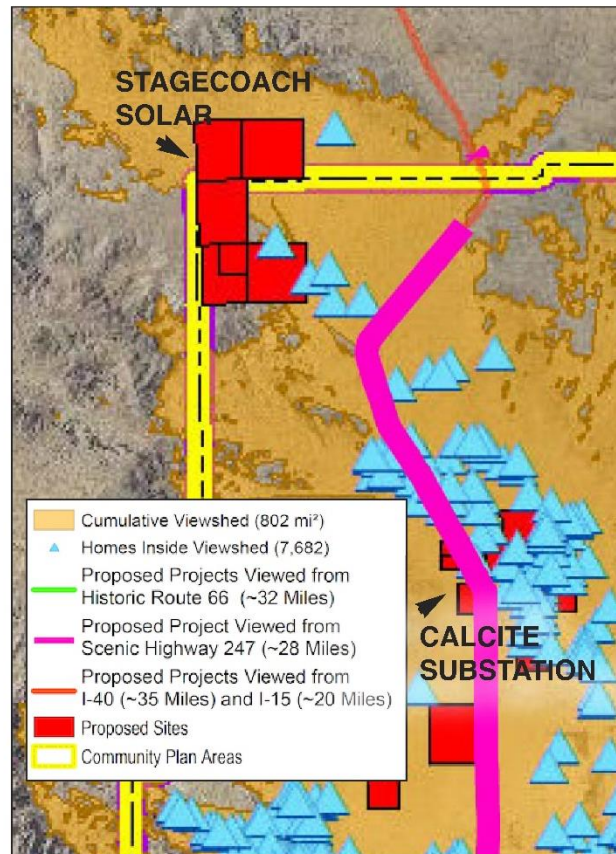 STAGECOACH
SOLAR
Cumulative Viewshed (802 mi²)
Homes Inside Viewshed (7,682)
Proposed Projects Viewed from
Historic Route 66 (~32 Miles)
Proposed Project Viewed from
Scenic Highway 247 (~28 Miles)
Proposed Projects Viewed from
I-40 (~35 Miles) and I-15 (~20 Miles)
Proposed Sites
Community Plan Areas
CALCITE
SUBSTATION